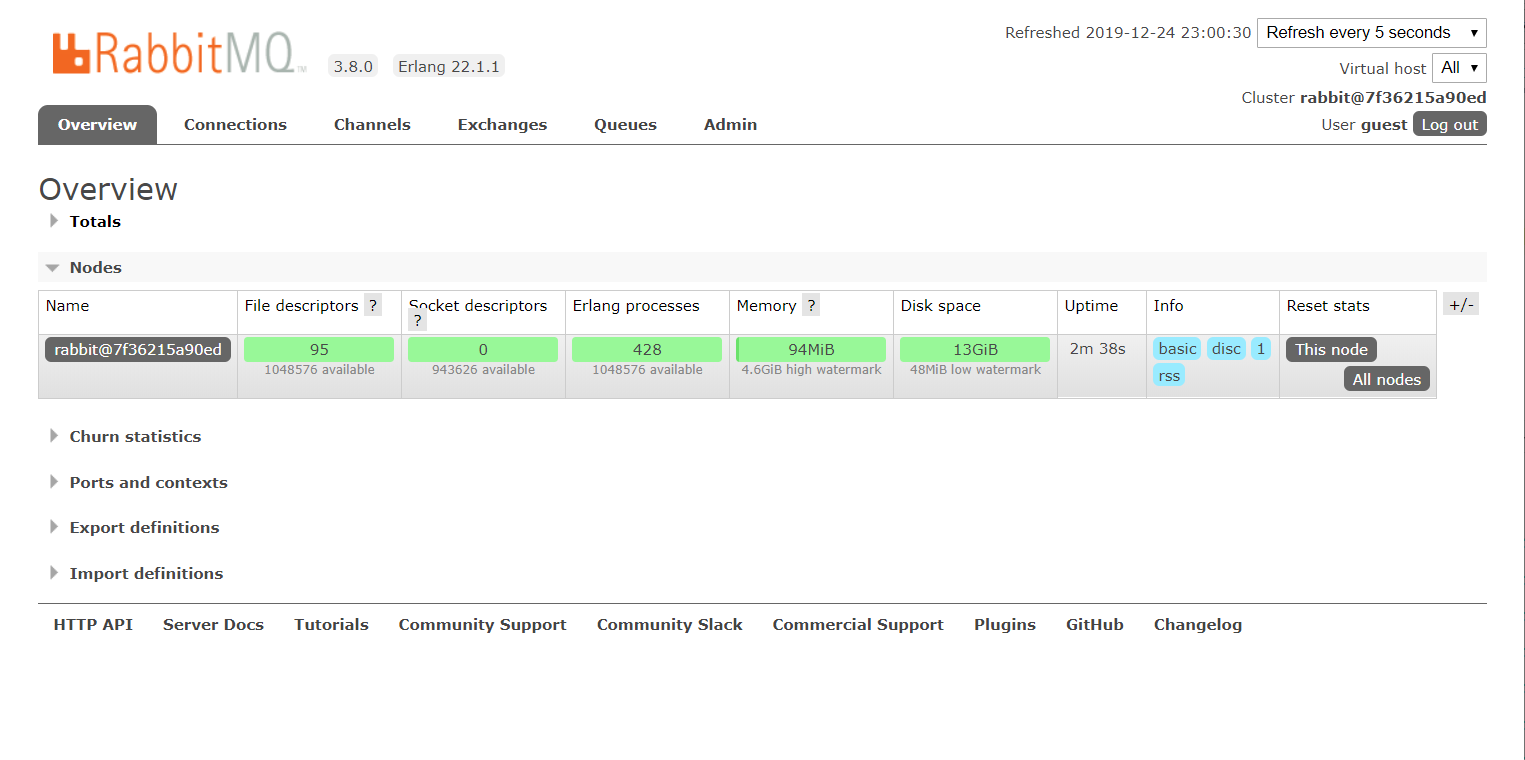 RabbitMQ TM 3.8.0 Erlang 22.1.1
Refreshed 2019-12-24 23:00:30 Refresh every 5 seconds
Virtual host All
Cluster rabbit@7f36215a90ed
User guest Log out
Overview Connections Channels Exchanges Queues Admin
Overview
Totals
Nodes
Name File descriptors ? Socket descriptors ? Erlang processes Memory ? Disk space Uptime Info Reset stats +/-
rabbit@7f36215a90ed 95 0 428 94MiB 13GiB 2m 38s basic disc 1 This node
1048576 available 943626 available 1048576 available 4.6GiB high watermark 48MiB low watermark rss All nodes
Churn statistics
Ports and contexts
Export definitions
Import definitions
HTTP API Server Docs Tutorials Community Support Community Slack Commercial Support Plugins GitHub Changelog